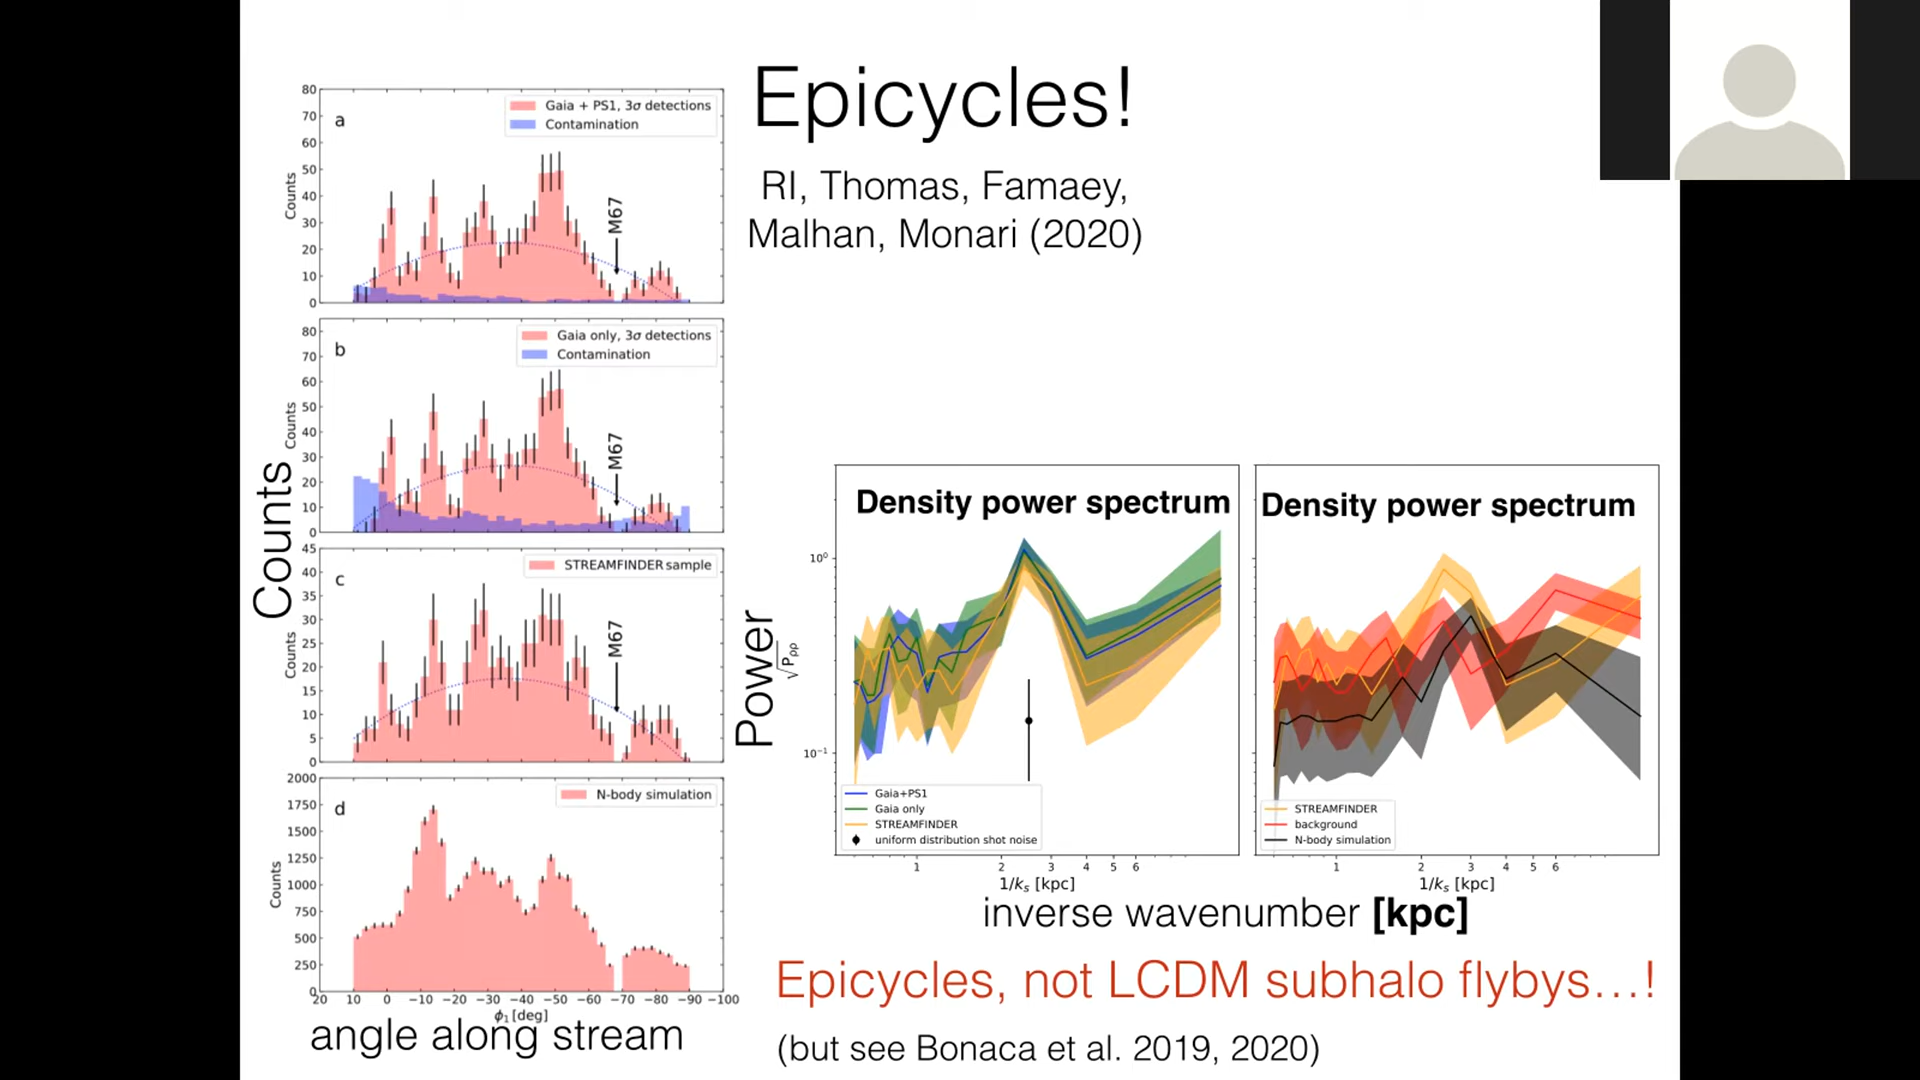 Epicycles!
RI, Thomas, Famaey,
Malhan, Monari (2020)
Counts
80
70
60
50
40
30
20
10
0
Counts
a
Gaia + PS1, 3σ detections
Contamination
M67
80
70
60
50
40
30
20
10
0
Counts
b
Gaia only, 3σ detections
Contamination
M67
45
40
35
30
25
20
15
10
5
0
Counts
c
STREAMFINDER sample
M67
2000
1750
1500
1250
1000
750
500
250
0
Counts
d
N-body simulation
20 10 0 −10 −20 −30 −40 −50 −60 −70 −80 −90 −100
ϕ₁ [deg]
angle along stream
Power
√Pρρ
Density power spectrum
10⁰
10⁻¹
Gaia+PS1
Gaia only
STREAMFINDER
uniform distribution shot noise
1 2 3 4 5 6
1/kₛ [kpc]
Density power spectrum
STREAMFINDER
background
N-body simulation
1 2 3 4 5 6
1/kₛ [kpc]
inverse wavenumber [kpc]
Epicycles, not LCDM subhalo flybys...!
(but see Bonaca et al. 2019, 2020)